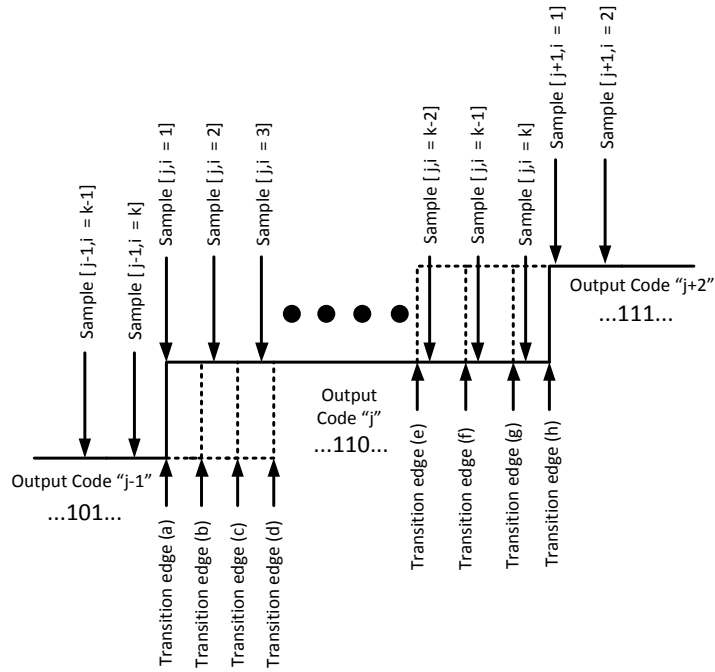 Sample [ j-1,i = k-1]
Sample [ j-1,i = k]
Sample [ j,i = 1]
Sample [ j,i = 2]
Sample [ j,i = 3]
Sample [ j,i = k-2]
Sample [ j,i = k-1]
Sample [ j,i = k]
Sample [ j+1,i = 1]
Sample [ j+1,i = 2]
Output Code “j+2”
...111...
Output
Code “j”
...110...
Output Code “j-1”
...101...
Transition edge (a)
Transition edge (b)
Transition edge (c)
Transition edge (d)
Transition edge (e)
Transition edge (f)
Transition edge (g)
Transition edge (h)